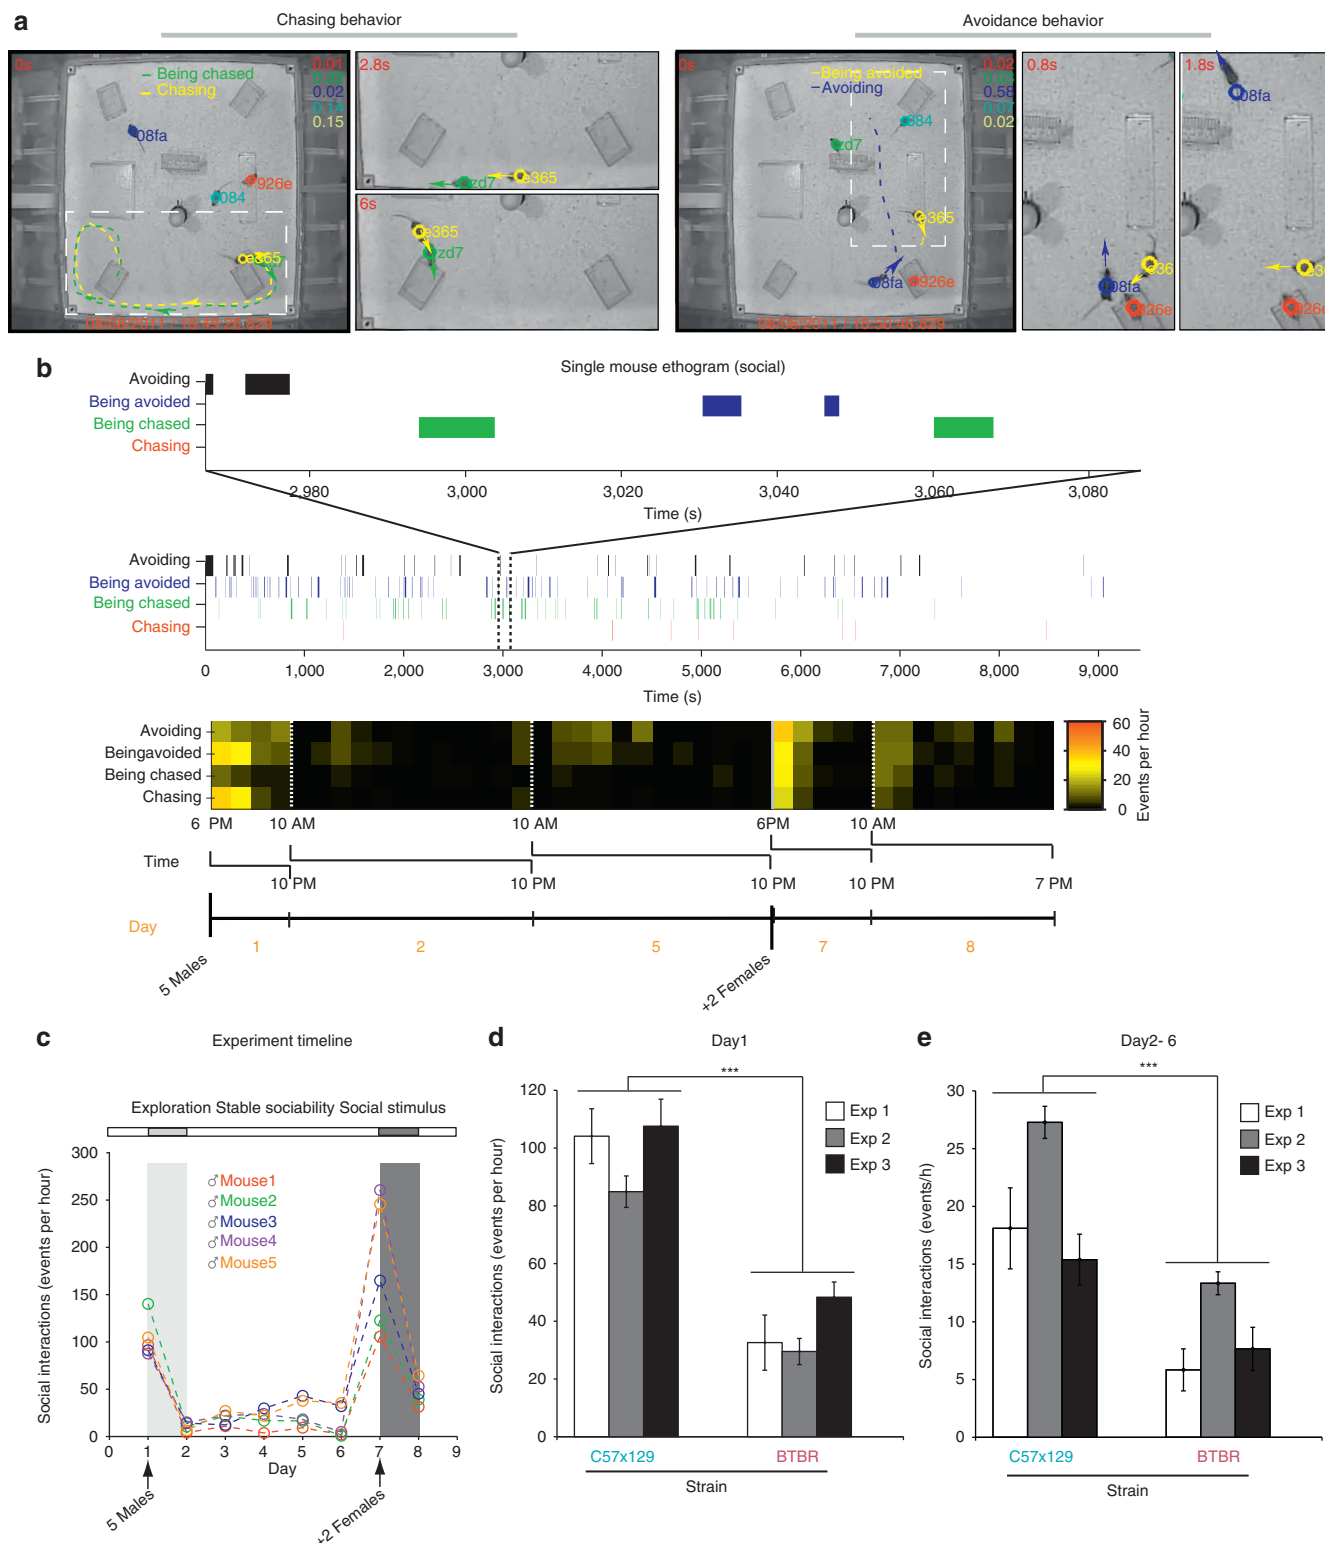 a
Chasing behavior
Avoidance behavior
0s
Being chased
Chasing
0.01
0.02
0.14
0.15
08fa
926e
e365
2.8s
zd7
e365
6s
e365
zd7
0s
Being avoided
Avoiding
0.02
0.58
0.07
0.02
zd7
e365
08fa
926e
0.8s
08fa
1.8s
08fa
b
Single mouse ethogram (social)
Avoiding
Being avoided
Being chased
Chasing
2,980 3,000 3,020 3,040 3,060 3,080
Time (s)
Avoiding
Being avoided
Being chased
Chasing
0 1,000 2,000 3,000 4,000 5,000 6,000 7,000 8,000 9,000
Time (s)
Avoiding
Beingavoided
Being chased
Chasing
60
40
20
0
Events per hour
6 PM 10 AM 10 AM 6PM 10 AM
Time
10 PM 10 PM 10 PM 10 PM 7 PM
Day
1 2 5 7 8
5 Males
+2 Females
c
Experiment timeline
Exploration Stable sociability Social stimulus
Social interactions (events per hour)
300
250
200
150
100
50
0
♂Mouse1
♂Mouse2
♂Mouse3
♂Mouse4
♂Mouse5
0 1 2 3 4 5 6 7 8 9
Day
5 Males
+2 Females
d
Day1
***
Social interactions (events per hour)
120
100
80
60
40
20
0
Exp 1
Exp 2
Exp 3
C57x129 BTBR
Strain
e
Day2- 6
***
Social interactions (events/h)
30
25
20
15
10
5
0
Exp 1
Exp 2
Exp 3
C57x129 BTBR
Strain